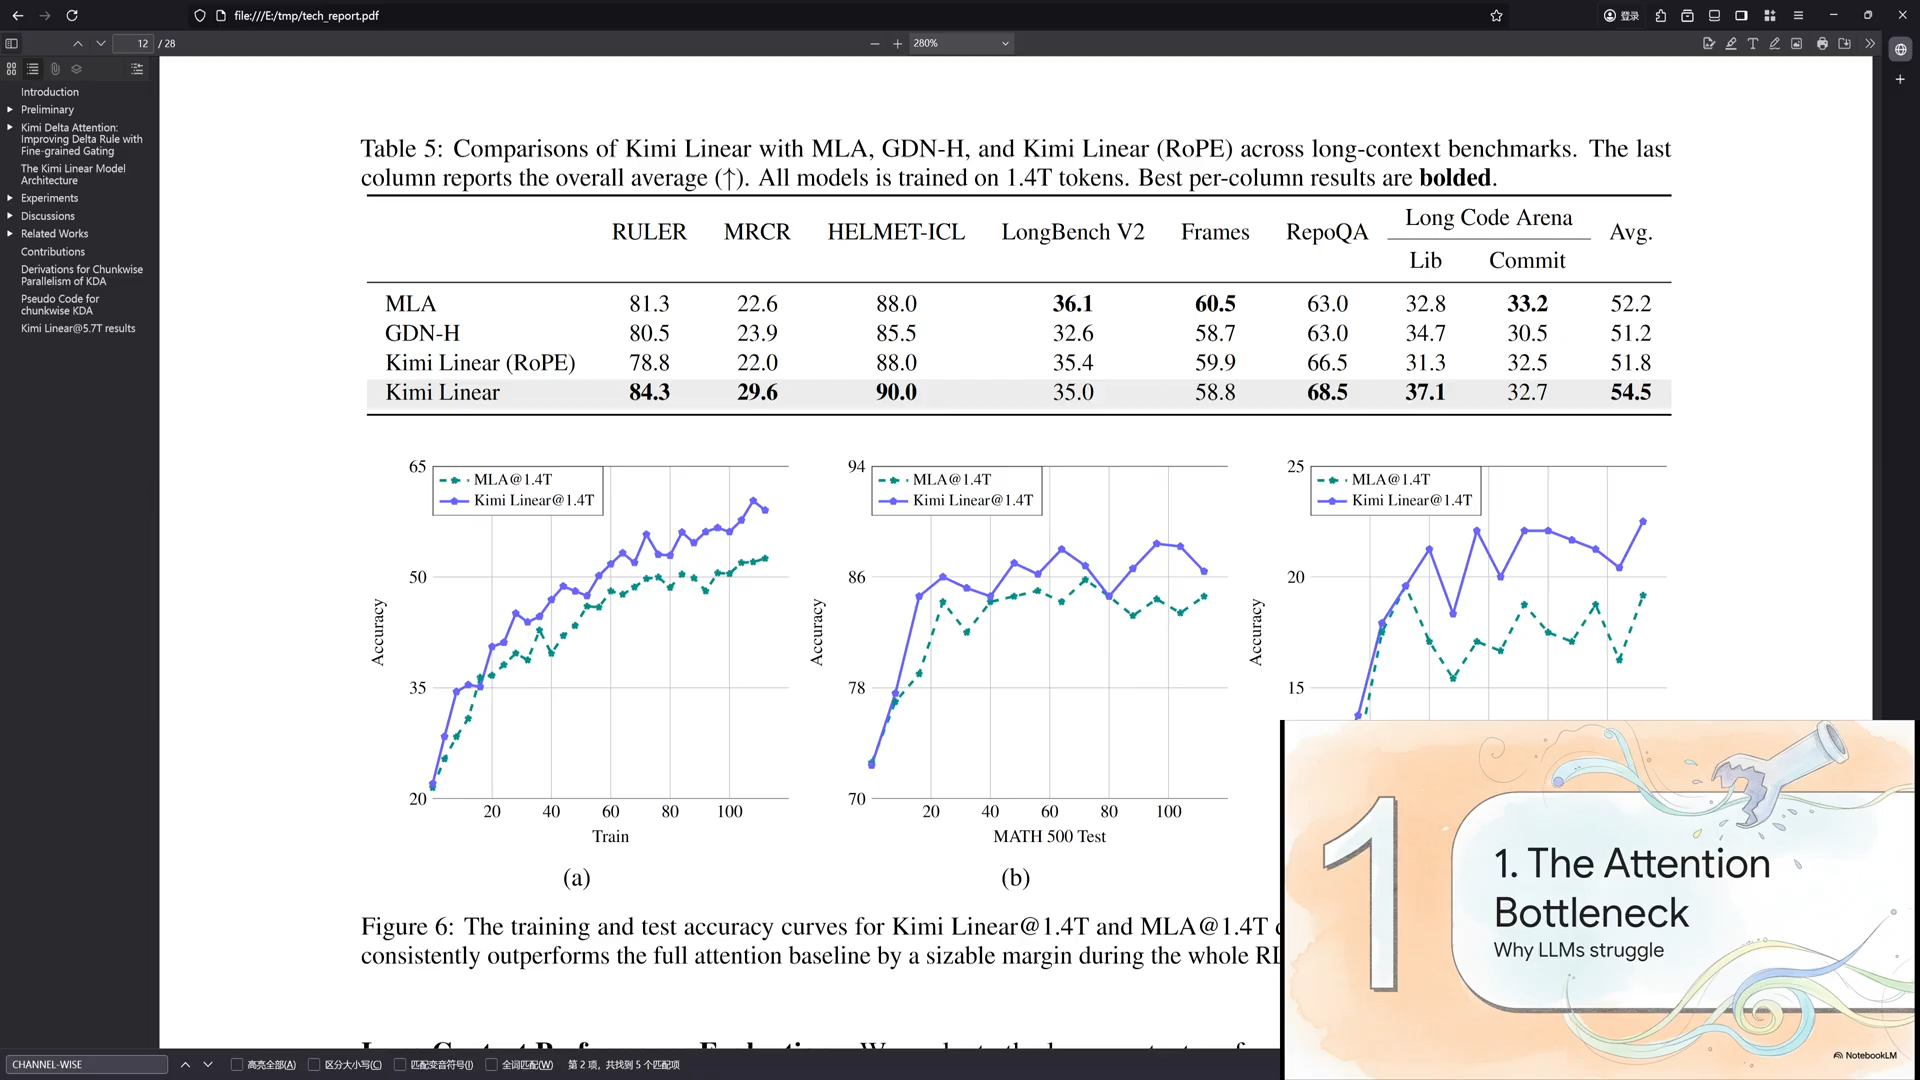 file:///E:/tmp/tech_report.pdf
登录
12 / 28
280%
Introduction
Preliminary
Kimi Delta Attention:
Improving Delta Rule with
Fine-grained Gating
The Kimi Linear Model
Architecture
Experiments
Discussions
Related Works
Contributions
Derivations for Chunkwise
Parallelism of KDA
Pseudo Code for
chunkwise KDA
Kimi Linear@5.7T results
Table 5: Comparisons of Kimi Linear with MLA, GDN-H, and Kimi Linear (RoPE) across long-context benchmarks. The last
column reports the overall average (↑). All models is trained on 1.4T tokens. Best per-column results are bolded.
RULER MRCR HELMET-ICL LongBench V2 Frames RepoQA Long Code Arena Avg.
Lib Commit
MLA 81.3 22.6 88.0 36.1 60.5 63.0 32.8 33.2 52.2
GDN-H 80.5 23.9 85.5 32.6 58.7 63.0 34.7 30.5 51.2
Kimi Linear (RoPE) 78.8 22.0 88.0 35.4 59.9 66.5 31.3 32.5 51.8
Kimi Linear 84.3 29.6 90.0 35.0 58.8 68.5 37.1 32.7 54.5
65
50
35
20
Accuracy
MLA@1.4T
Kimi Linear@1.4T
20 40 60 80 100
Train
(a)
94
86
78
70
Accuracy
MLA@1.4T
Kimi Linear@1.4T
20 40 60 80 100
MATH 500 Test
(b)
25
20
15
Accuracy
MLA@1.4T
Kimi Linear@1.4T
Figure 6: The training and test accuracy curves for Kimi Linear@1.4T and MLA@1.4T
consistently outperforms the full attention baseline by a sizable margin during the whole
1
1. The Attention
Bottleneck
Why LLMs struggle
NotebookLM
CHANNEL-WISE
高亮全部(A)
区分大小写(C)
匹配变音符号(I)
全词匹配(W)
第 2 项，共找到 5 个匹配项